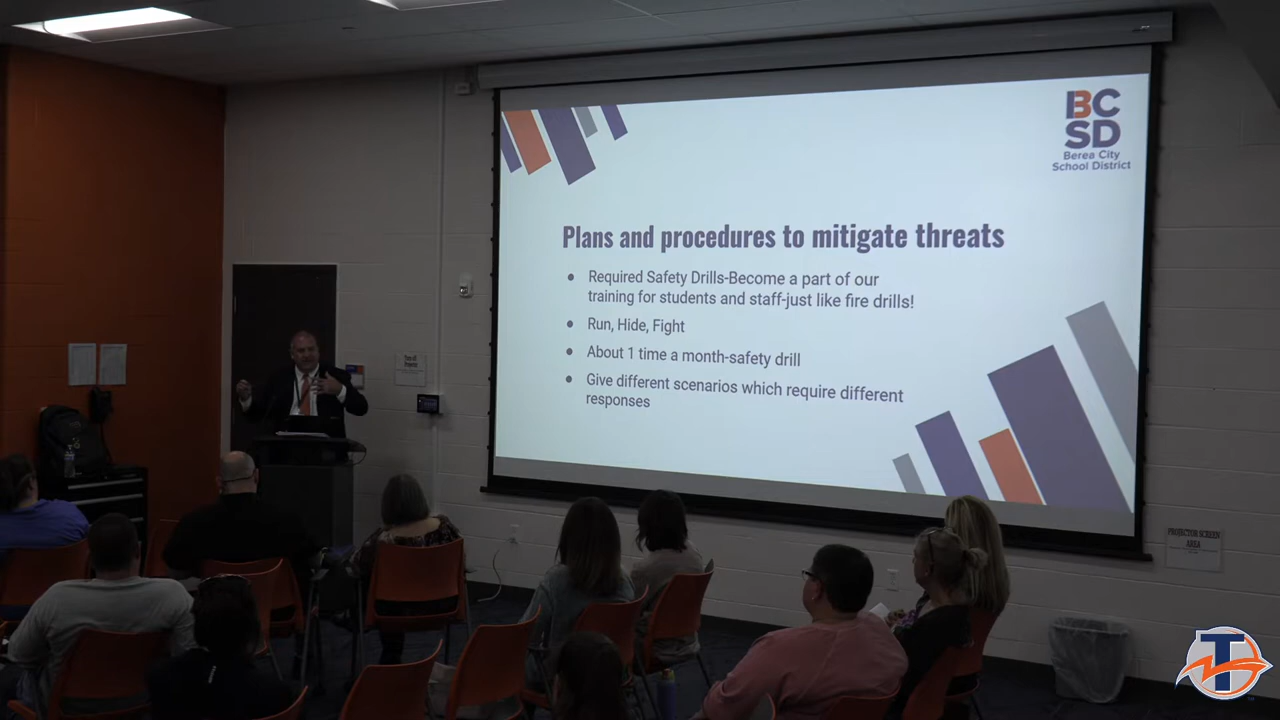 BC
SD
Berea City
School District
Plans and procedures to mitigate threats
Required Safety Drills-Become a part of our
training for students and staff-just like fire drills!
Run, Hide, Fight
About 1 time a month-safety drill
Give different scenarios which require different
responses
PROJECTOR SCREEN
AREA
T